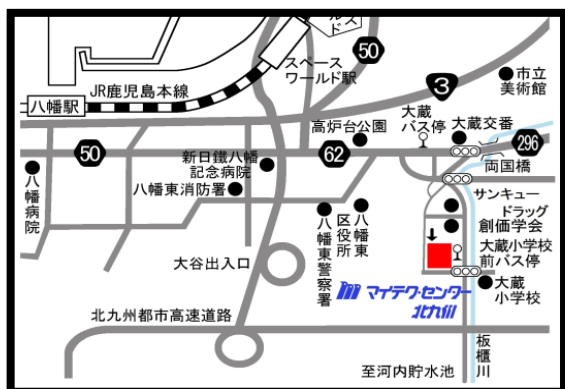 ールド
ズ
50
スペース
ワールド駅
JR鹿児島本線
八幡駅
3
市立
美術館
大蔵
バス停
大蔵交番
高炉台公園
296
50
新日鐵八幡
記念病院
62
両国橋
八幡東消防署
八幡病院
サンキュー
ドラッグ
創価学会
八幡東
区役所
八幡東警察署
大蔵小学校
前バス停
大谷出入口
マイテク・センター
北九州
大蔵
小学校
北九州都市高速道路
板櫃川
至河内貯水池